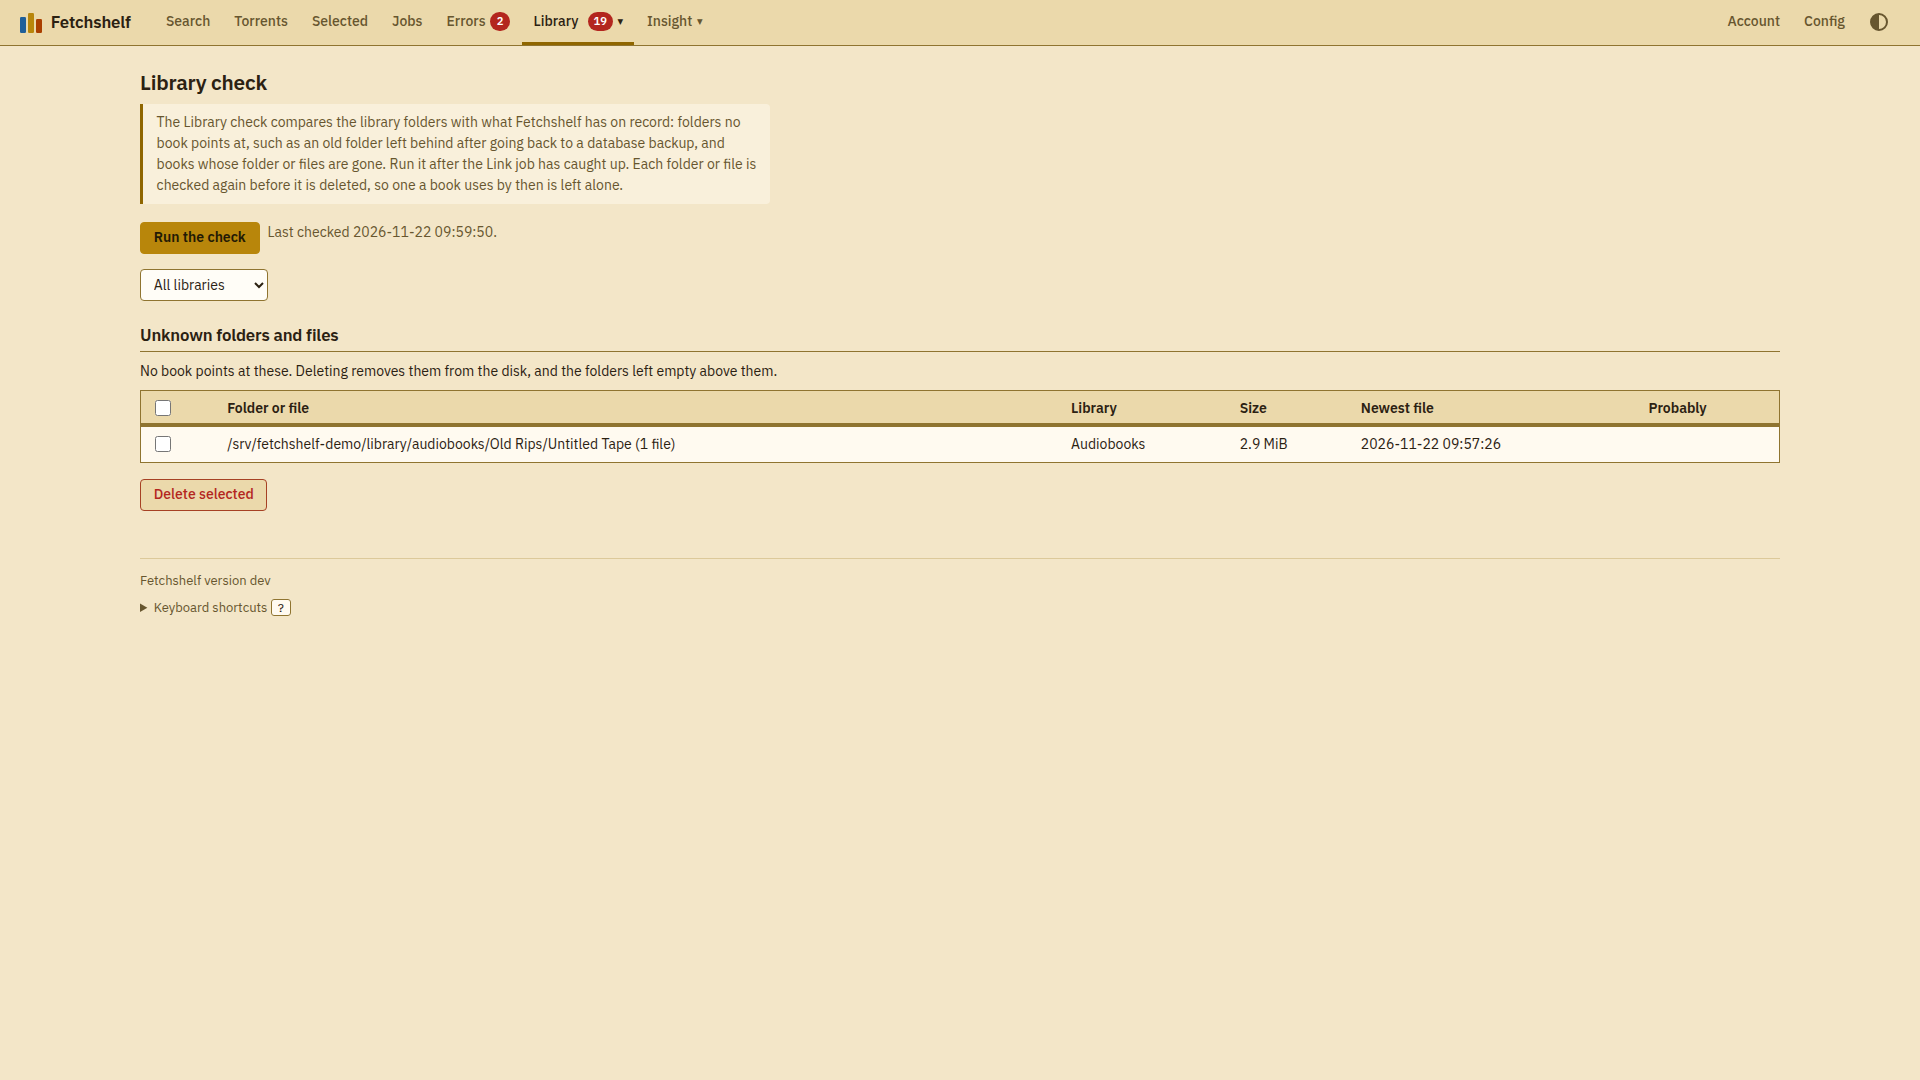 Fetchshelf Search Torrents Selected Jobs Errors 2 Library 19 ▾ Insight ▾ Account Config
Library check
The Library check compares the library folders with what Fetchshelf has on record: folders no
book points at, such as an old folder left behind after going back to a database backup, and
books whose folder or files are gone. Run it after the Link job has caught up. Each folder or file is
checked again before it is deleted, so one a book uses by then is left alone.
Run the check Last checked 2026-11-22 09:59:50.
All libraries
Unknown folders and files
No book points at these. Deleting removes them from the disk, and the folders left empty above them.
Folder or file Library Size Newest file Probably
/srv/fetchshelf-demo/library/audiobooks/Old Rips/Untitled Tape (1 file) Audiobooks 2.9 MiB 2026-11-22 09:57:26
Delete selected
Fetchshelf version dev
▶ Keyboard shortcuts ?